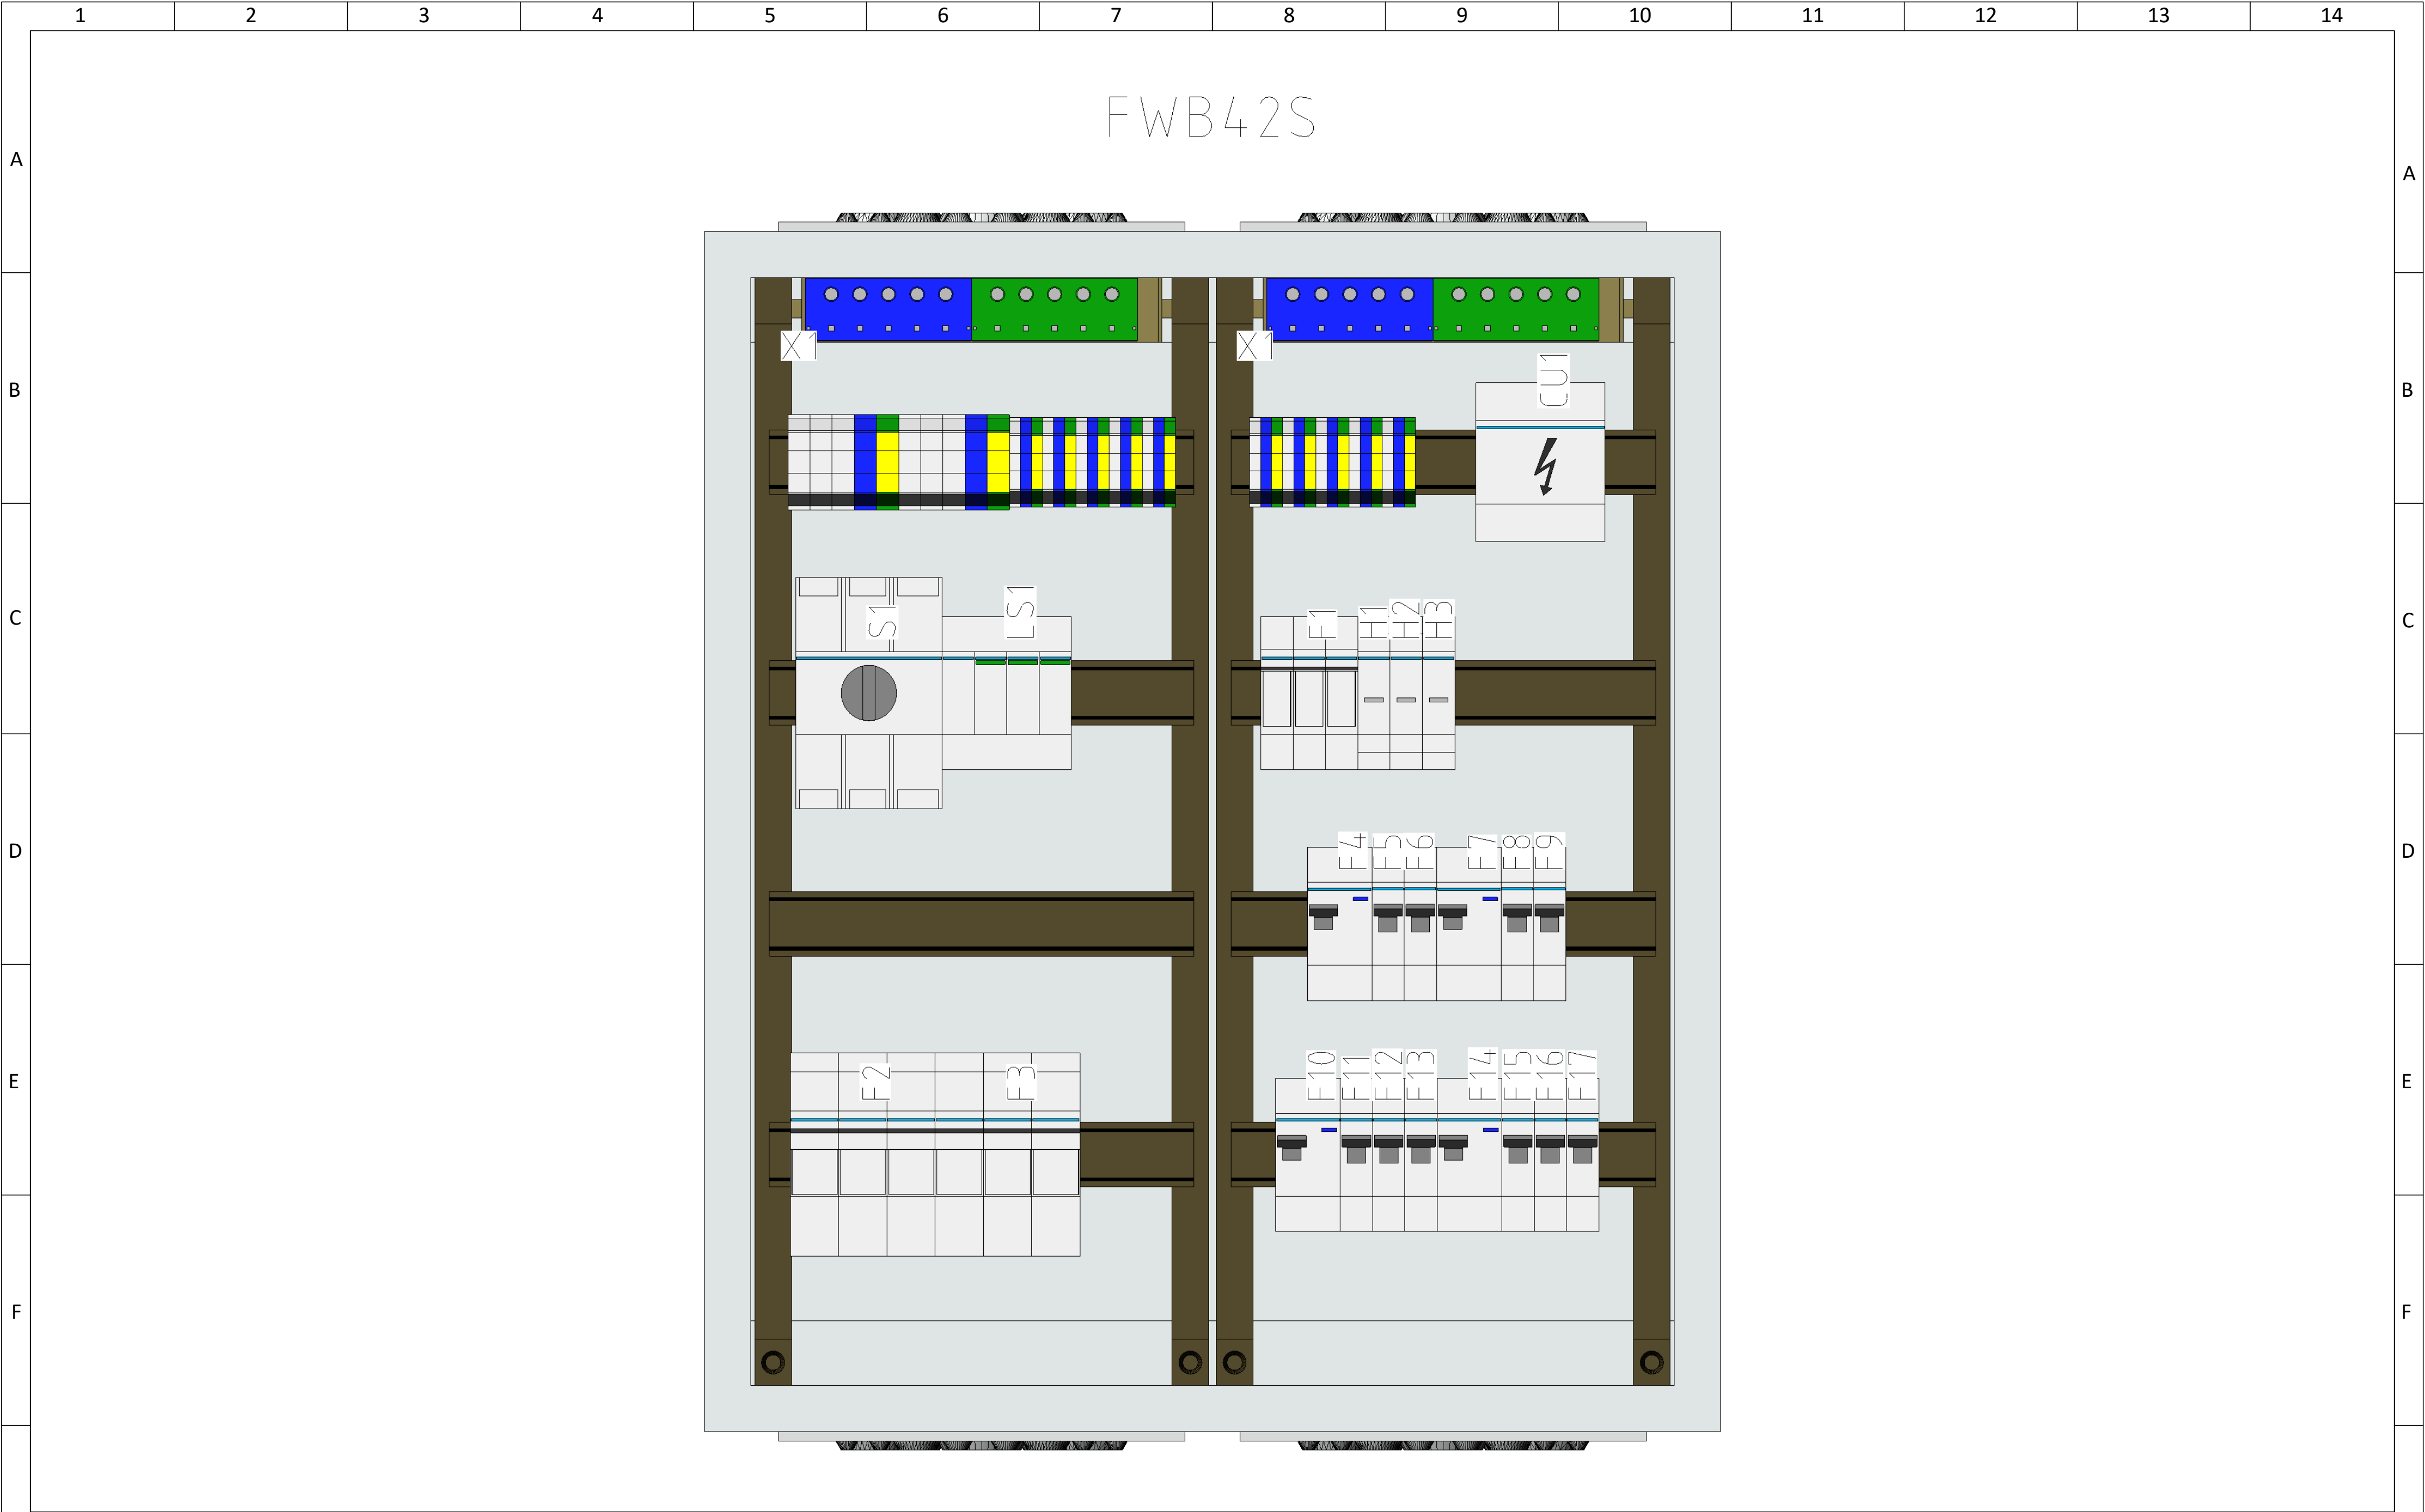 1 2 3 4 5 6 7 8 9 10 11 12 13 14
FWB42S
A A
X1 X1
CU1
B B
S1 LS1 F1 H1 H2 H3
C C
F4 F5 F6 F7 F8 F9
D D
F2 F3 F10 F11 F12 F13 F14 F15 F16 F17
E E
F F